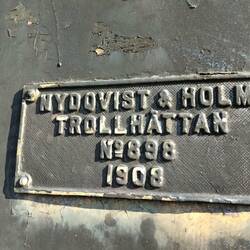 NYDQVIST & HOLM
TROLLHÄTTAN
Nº 898
1908